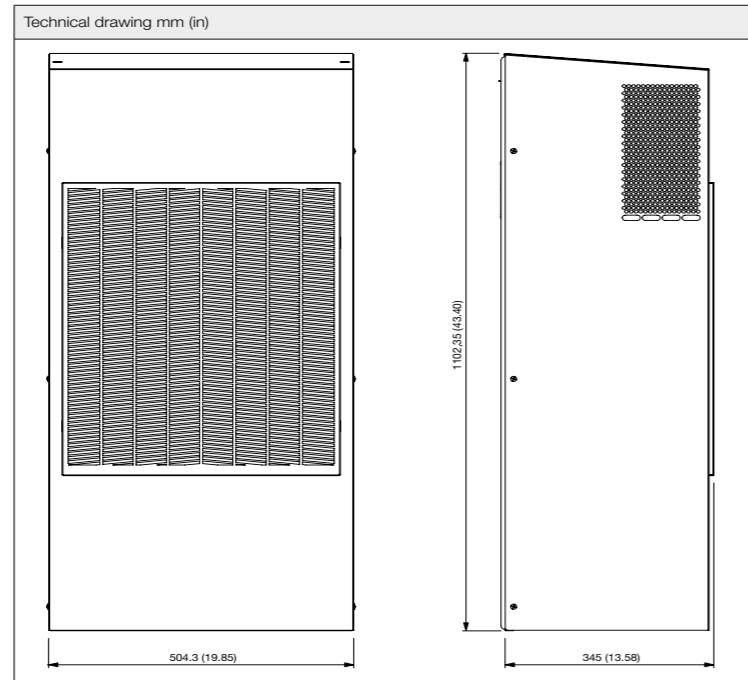 Technical drawing mm (in)
1102,35 (43.40)
504.3 (19.85)
345 (13.58)